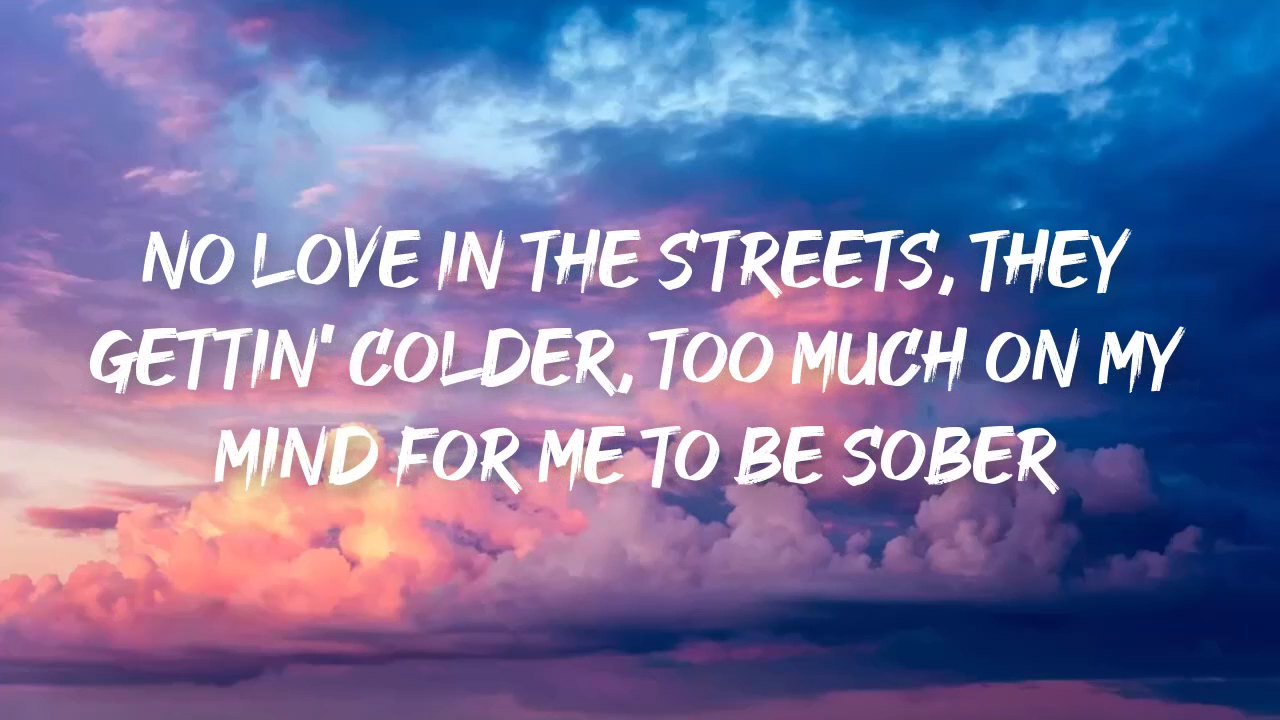 NO LOVE IN THE STREETS, THEY
GETTIN' COLDER, TOO MUCH ON MY
MIND FOR ME TO BE SOBER